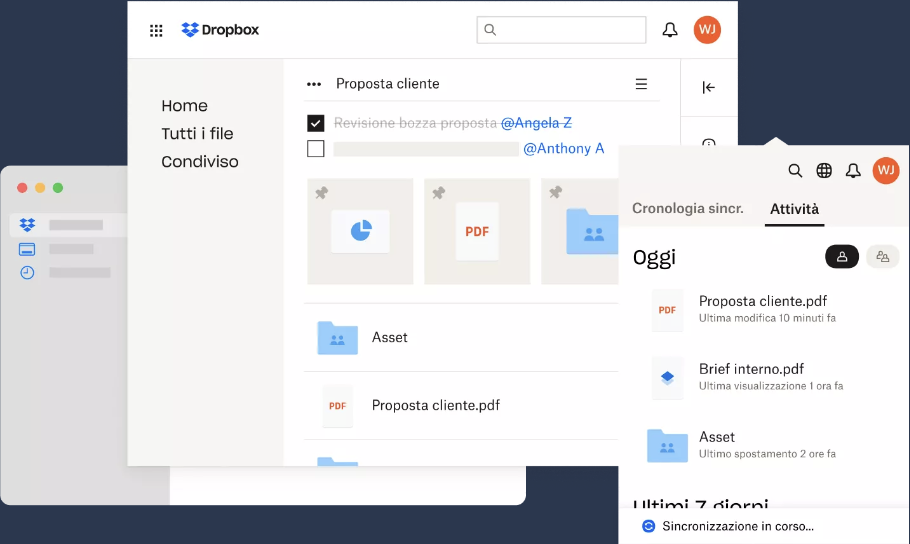 Dropbox
WJ
Home
Tutti i file
Condiviso
Proposta cliente
Revisione bozza proposta @Angela Z
@Anthony A
PDF
Asset
PDF
Proposta cliente.pdf
WJ
Cronologia sincr.
Attività
Oggi
PDF
Proposta cliente.pdf
Ultima modifica 10 minuti fa
Brief interno.pdf
Ultima visualizzazione 1 ora fa
Asset
Ultimo spostamento 2 ore fa
Ultimi 7 giorni
Sincronizzazione in corso...